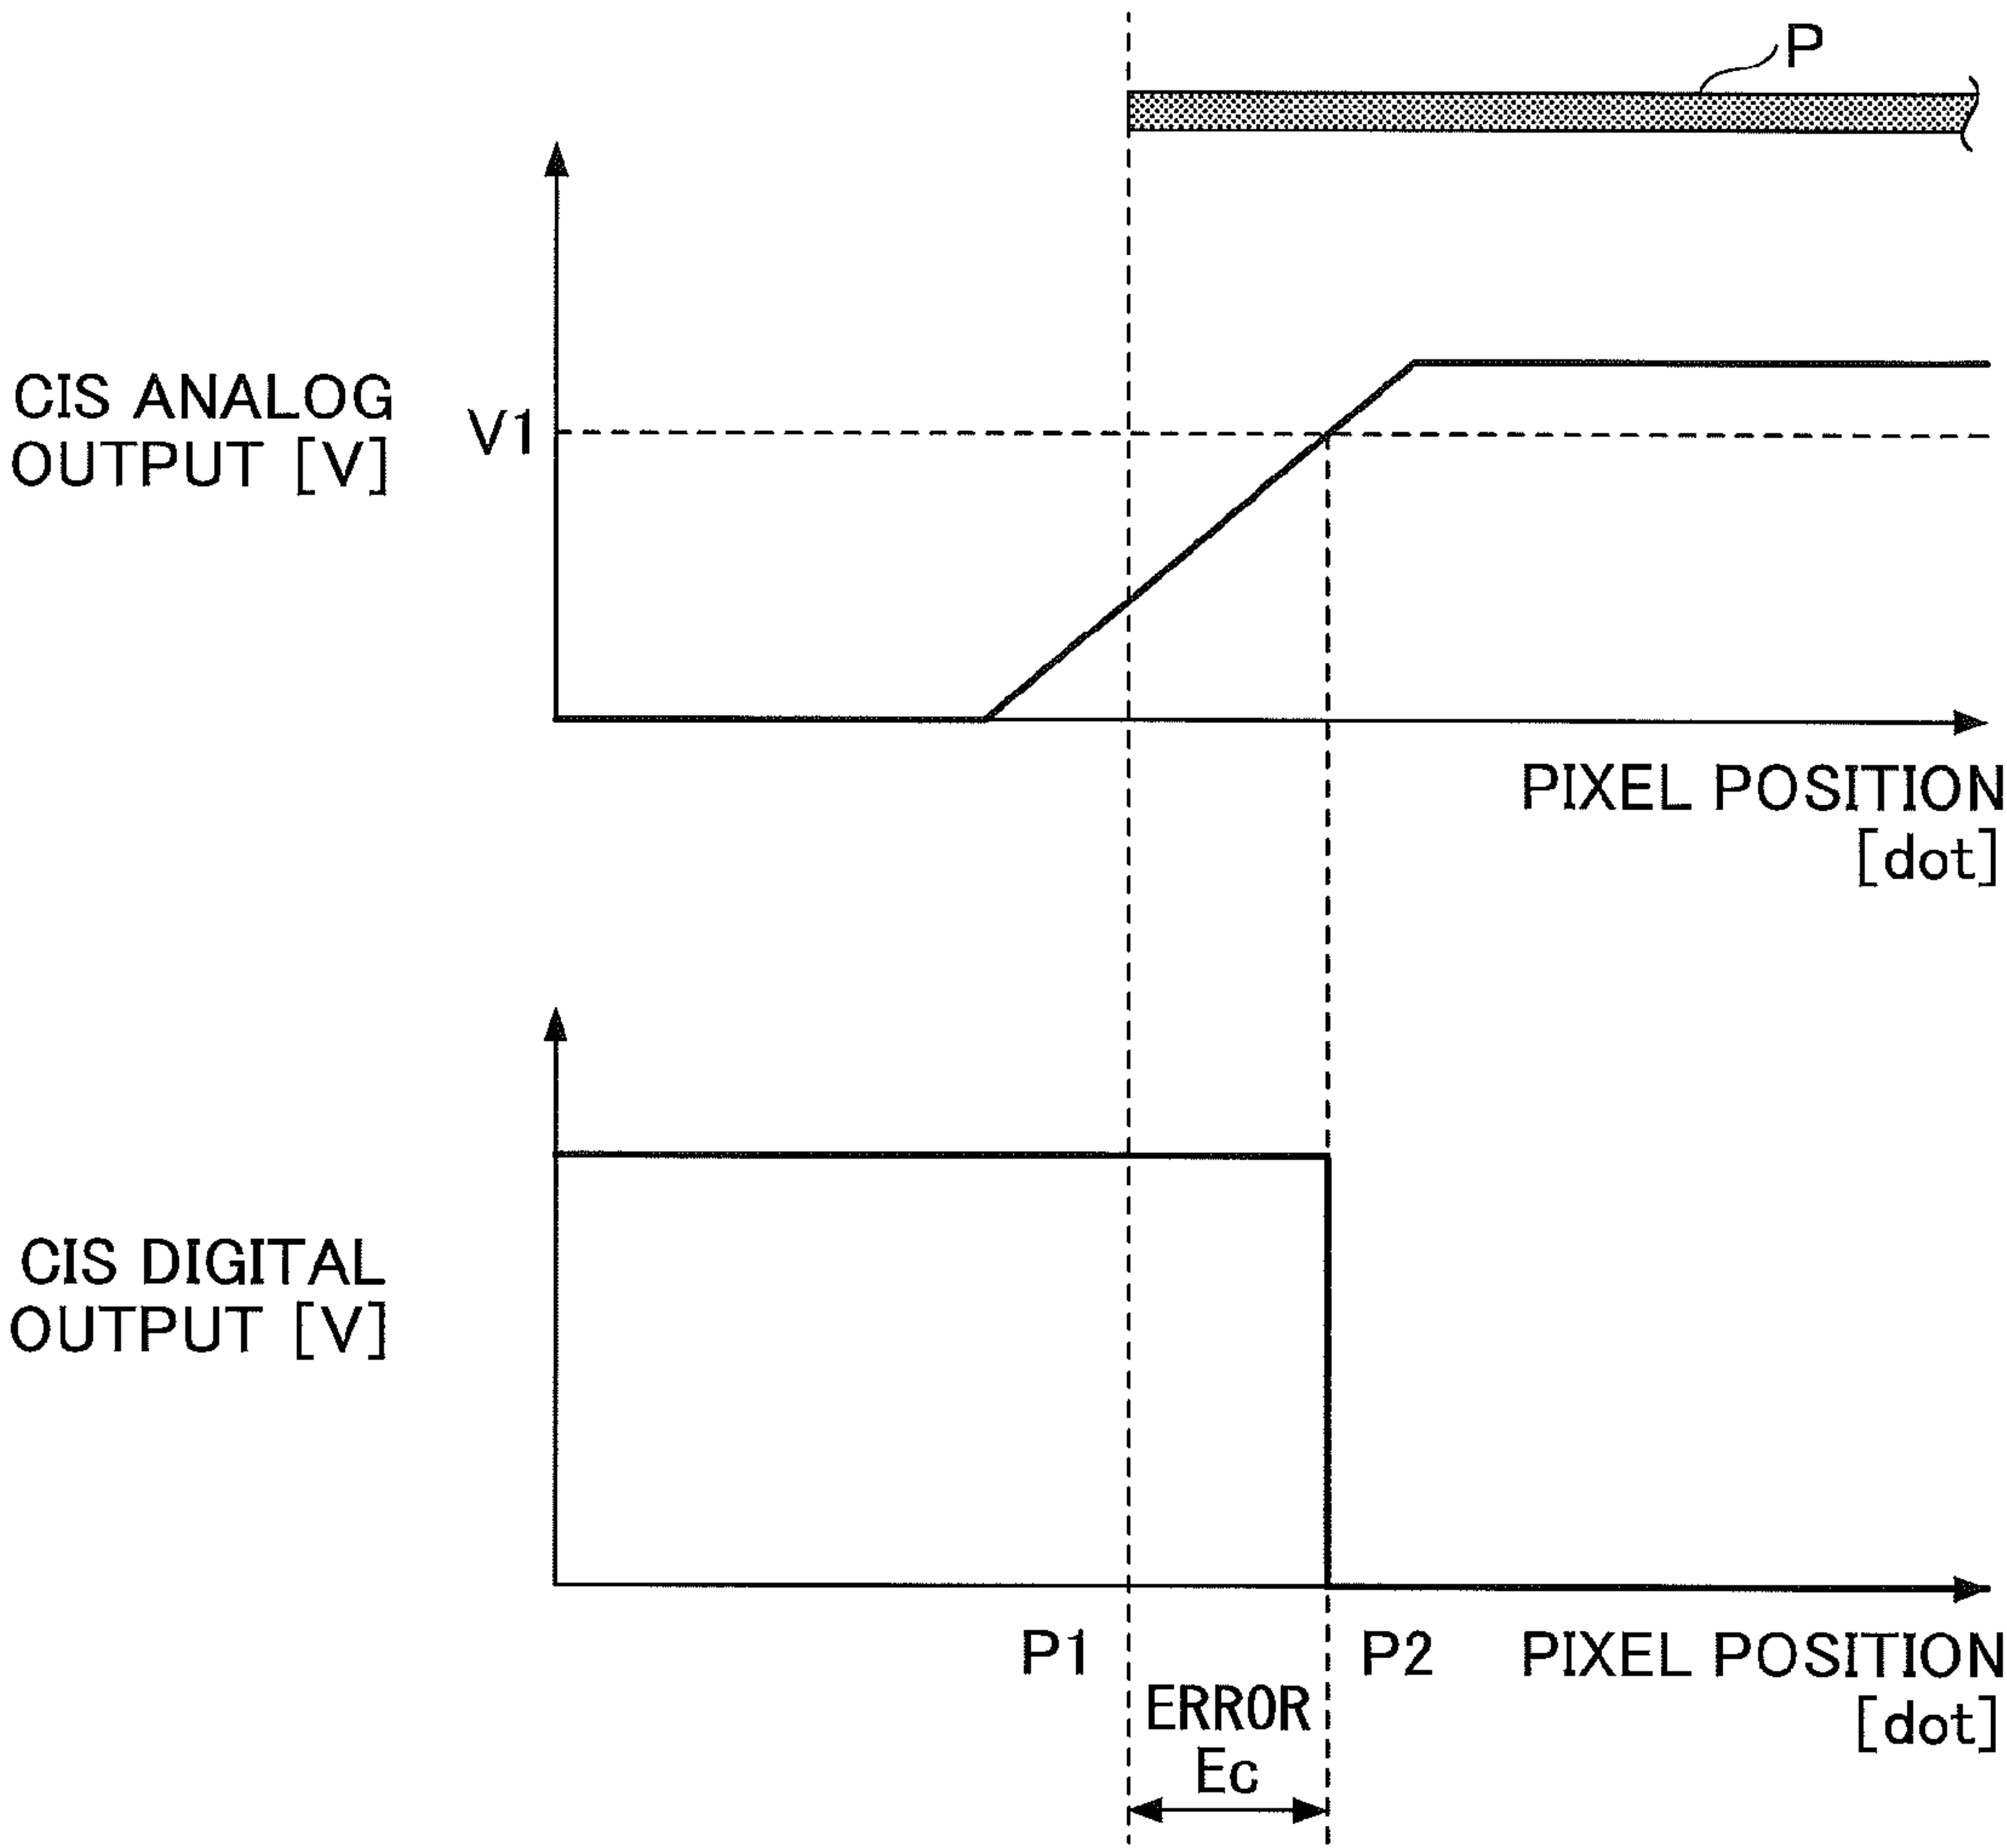 P
CIS ANALOG
OUTPUT [V]
V1
PIXEL POSITION
[dot]
CIS DIGITAL
OUTPUT [V]
P1
P2
PIXEL POSITION
[dot]
ERROR
Ec